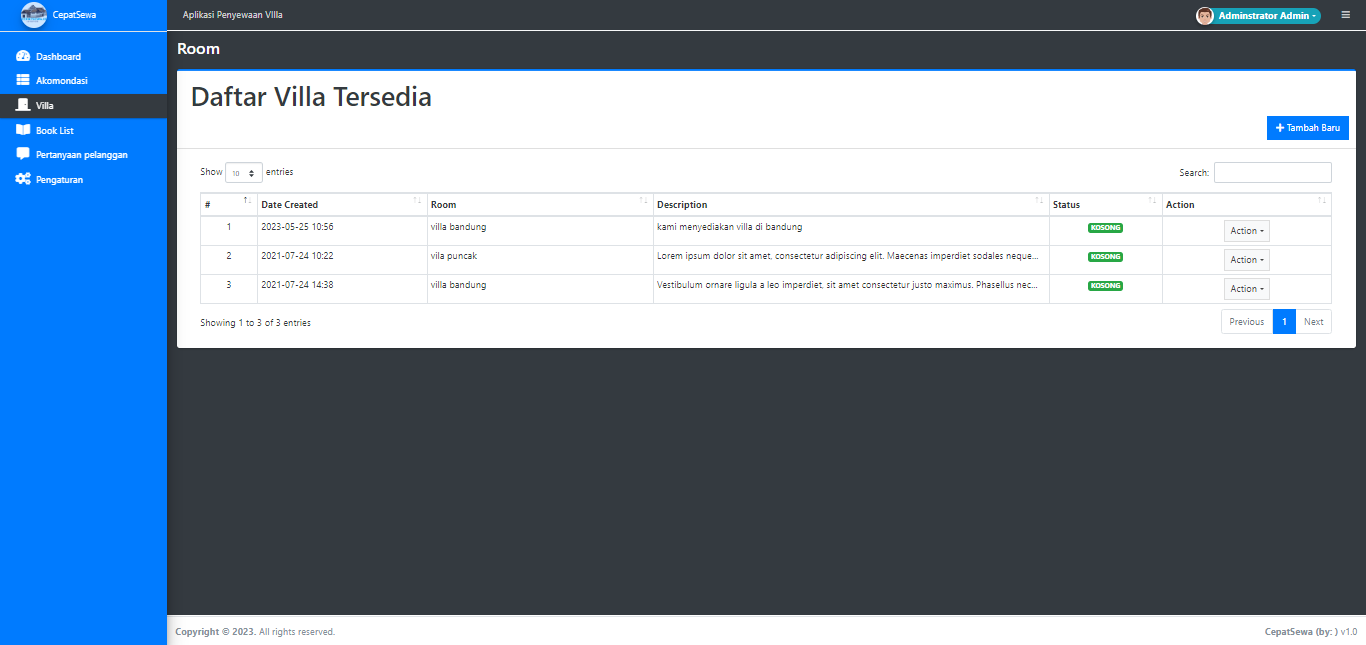 CepatSewa
Aplikasi Penyewaan VIlla
Adminstrator Admin
Dashboard
Akomondasi
Villa
Book List
Pertanyaan pelanggan
Pengaturan
Room
Daftar Villa Tersedia
Tambah Baru
Show 10 entries
Search:
# Date Created Room Description Status Action
1 2023-05-25 10:56 villa bandung kami menyediakan villa di bandung KOSONG Action
2 2021-07-24 10:22 vila puncak Lorem ipsum dolor sit amet, consectetur adipiscing elit. Maecenas imperdiet sodales neque... KOSONG Action
3 2021-07-24 14:38 villa bandung Vestibulum ornare ligula a leo imperdiet, sit amet consectetur justo maximus. Phasellus nec... KOSONG Action
Showing 1 to 3 of 3 entries
Previous 1 Next
Copyright © 2023. All rights reserved.
CepatSewa (by: ) v1.0